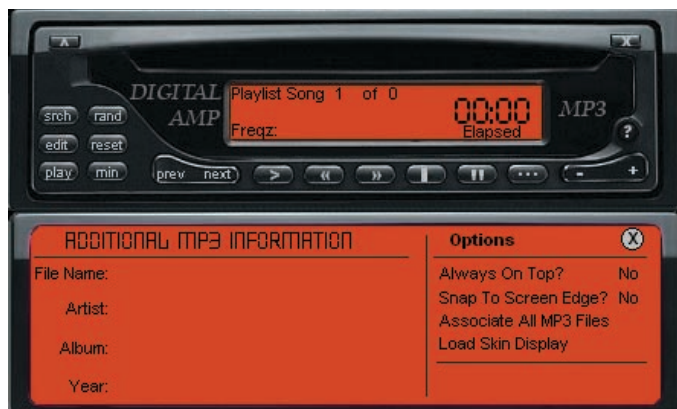 ^ X
DIGITAL AMP
Playlist Song 1 of 0
Freqz:
00:00
Elapsed
MP3
srch rand
edit reset
play min
?
prev next > << >> ... - +
ADDITIONAL MP3 INFORMATION
File Name:
Artist:
Album:
Year:
Options X
Always On Top? No
Snap To Screen Edge? No
Associate All MP3 Files
Load Skin Display